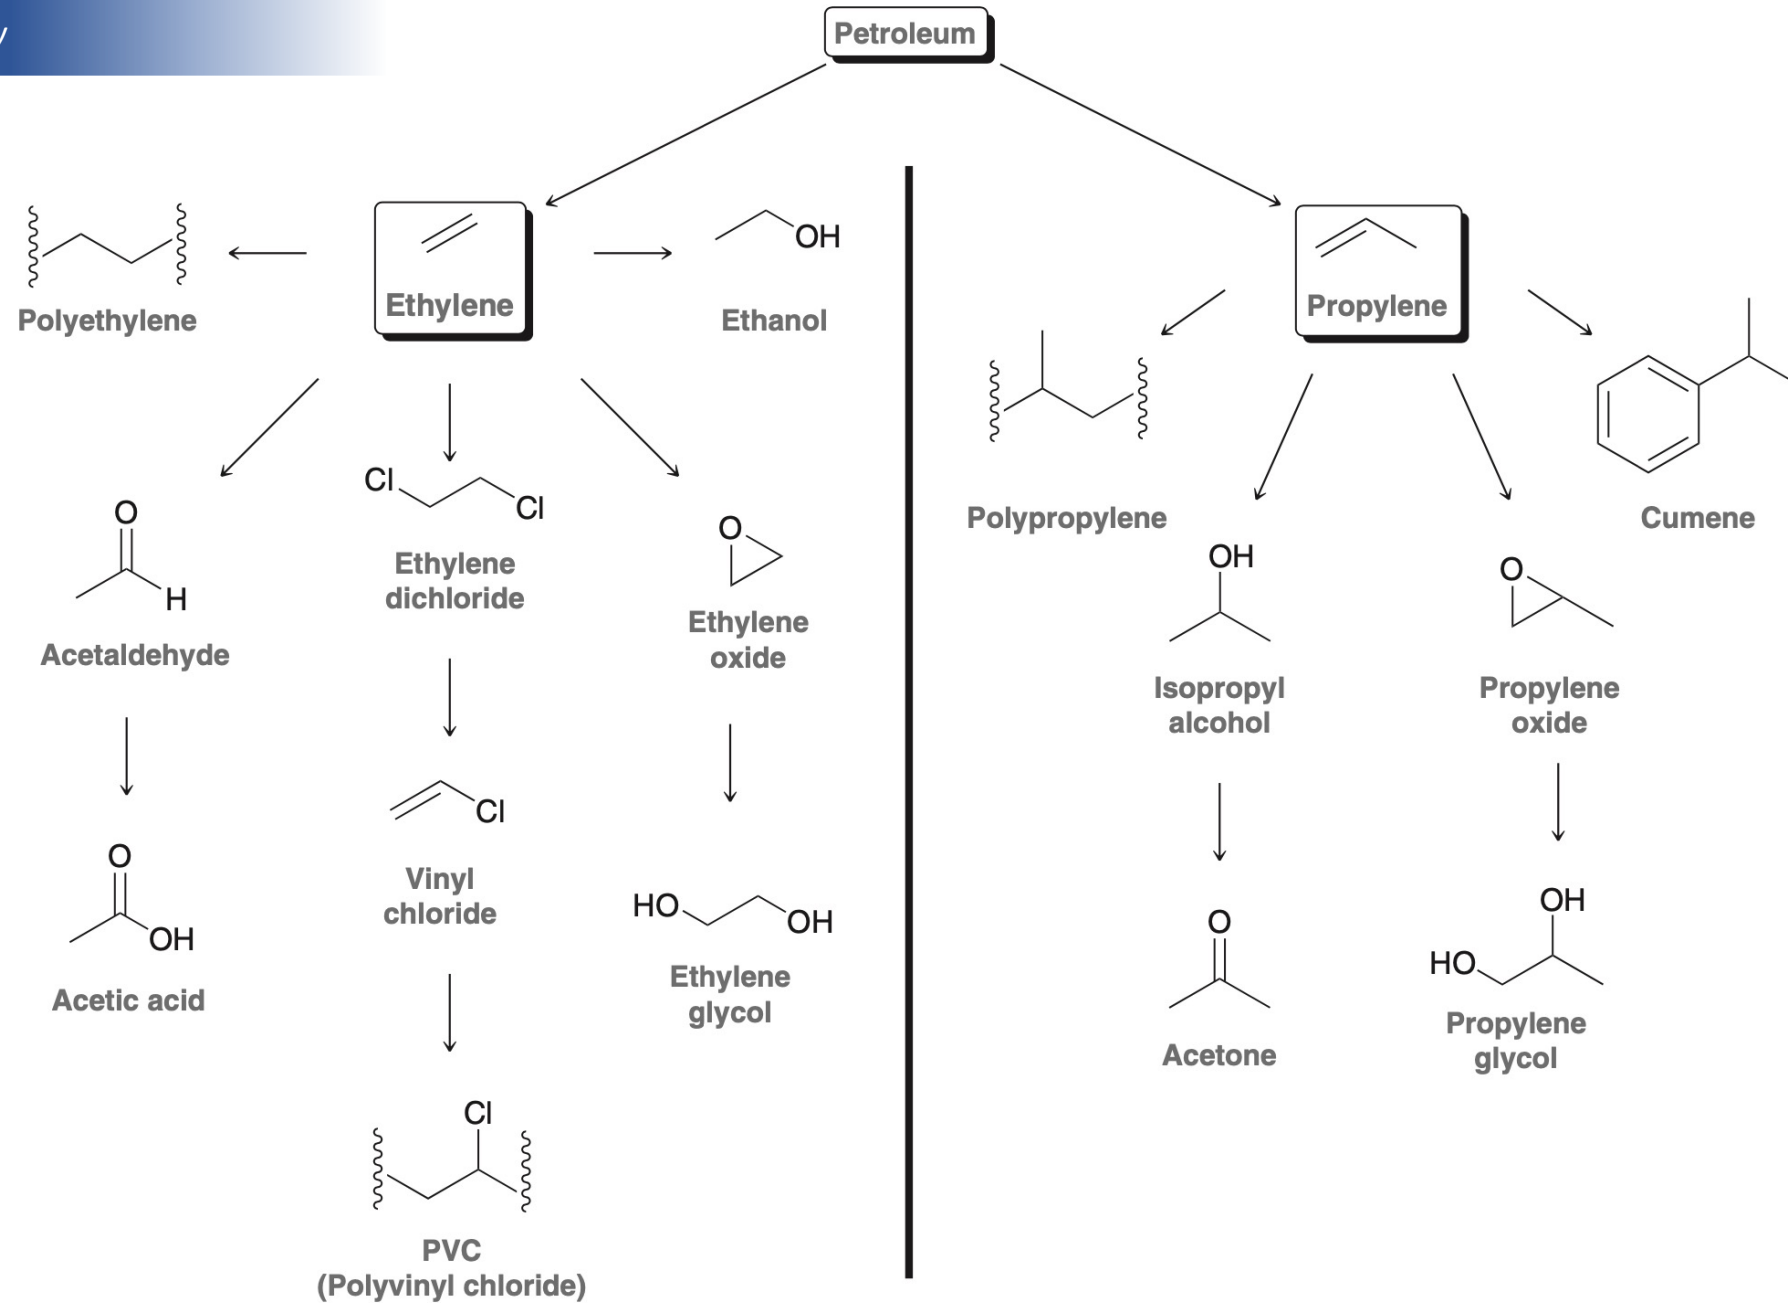 Petroleum
Ethylene
OH
Ethanol
Polyethylene
Propylene
Polypropylene
Cumene
O
H
Acetaldehyde
Cl
Cl
Ethylene
dichloride
O
Ethylene
oxide
OH
Isopropyl
alcohol
O
Propylene
oxide
O
OH
Acetic acid
Cl
Vinyl
chloride
HO
OH
Ethylene
glycol
O
Acetone
OH
HO
Propylene
glycol
Cl
PVC
(Polyvinyl chloride)